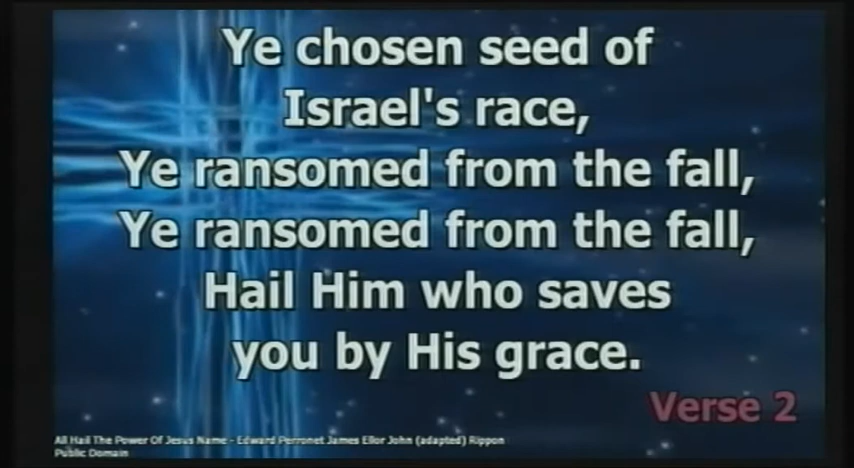 Ye chosen seed of
Israel's race,
Ye ransomed from the fall,
Ye ransomed from the fall,
Hail Him who saves
you by His grace.
Verse 2
All Hail The Power Of Jesus Name - Edward Perronet James Ellor John (adapted) Rippon
Public Domain